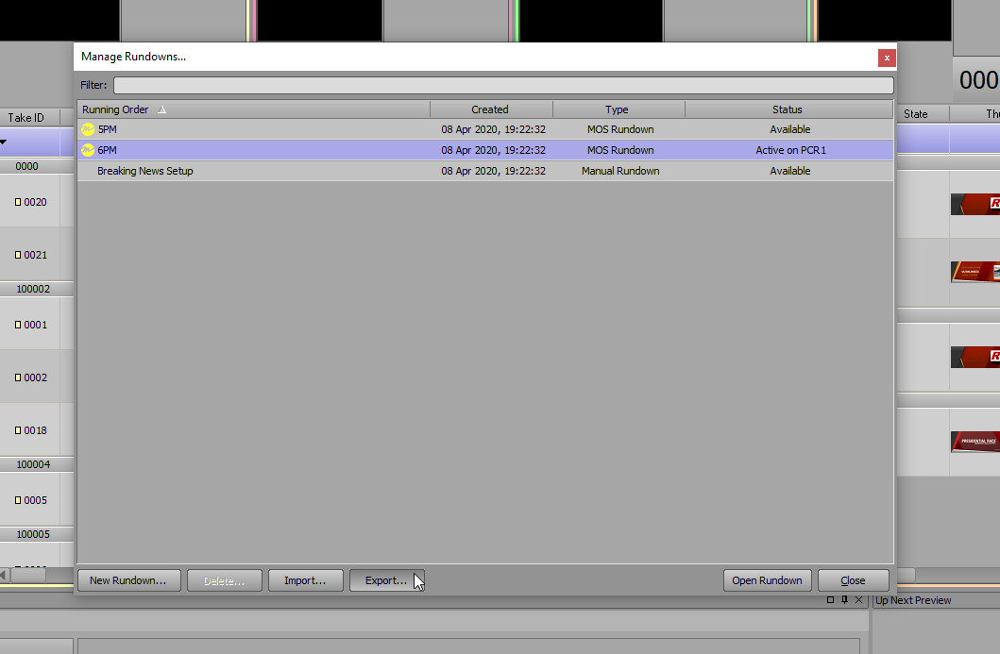 Manage Rundowns...
x
Filter:
000
Running Order Created Type Status
Take ID
State
5PM 08 Apr 2020, 19:22:32 MOS Rundown Available
6PM 08 Apr 2020, 19:22:32 MOS Rundown Active on PCR1
Breaking News Setup 08 Apr 2020, 19:22:32 Manual Rundown Available
0000
0020
R
0021
100002
0001
0002
R
0018
PRESIDENTIAL RACE
100004
0005
100005
New Rundown... Delete... Import... Export... Open Rundown Close
Up Next Preview